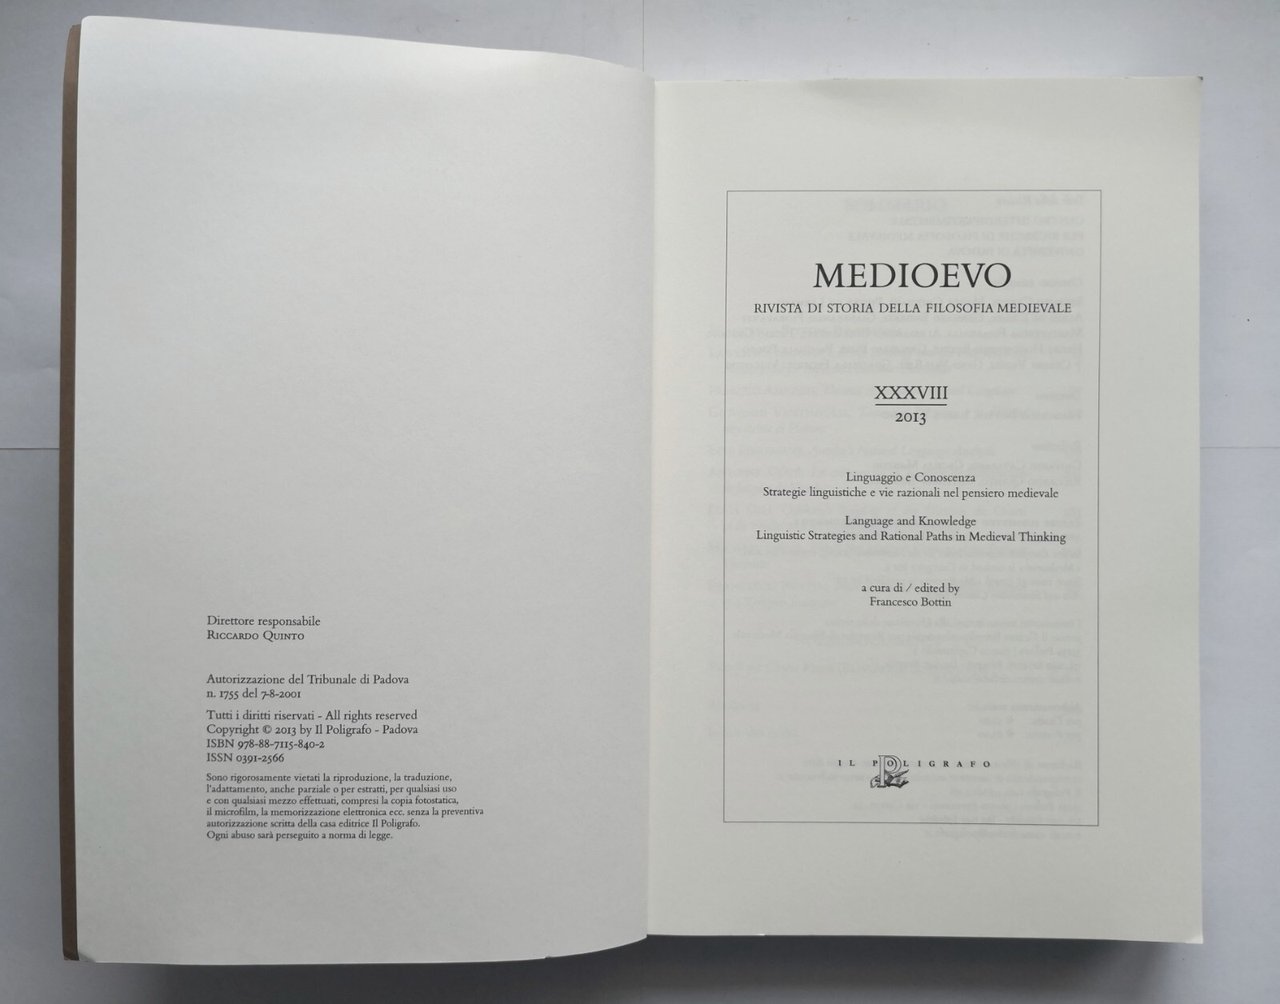 Direttore responsabile
Riccardo Quinto
Autorizzazione del Tribunale di Padova
n. 1755 del 7-8-2001
Tutti i diritti riservati - All rights reserved
Copyright © 2013 by Il Poligrafo - Padova
ISBN 978-88-7115-840-2
ISSN 0391-2566
Sono rigorosamente vietati la riproduzione, la traduzione,
l'adattamento, anche parziale o per estratti, per qualsiasi uso
e con qualsiasi mezzo effettuati, compresi la copia fotostatica,
il microfilm, la memorizzazione elettronica ecc. senza la preventiva
autorizzazione scritta della casa editrice Il Poligrafo.
Ogni abuso sarà perseguito a norma di legge.
MEDIOEVO
RIVISTA DI STORIA DELLA FILOSOFIA MEDIEVALE
XXXVIII
2013
Linguaggio e Conoscenza
Strategie linguistiche e vie razionali nel pensiero medievale
Language and Knowledge
Linguistic Strategies and Rational Paths in Medieval Thinking
a cura di / edited by
Francesco Bottin
IL POLIGRAFO